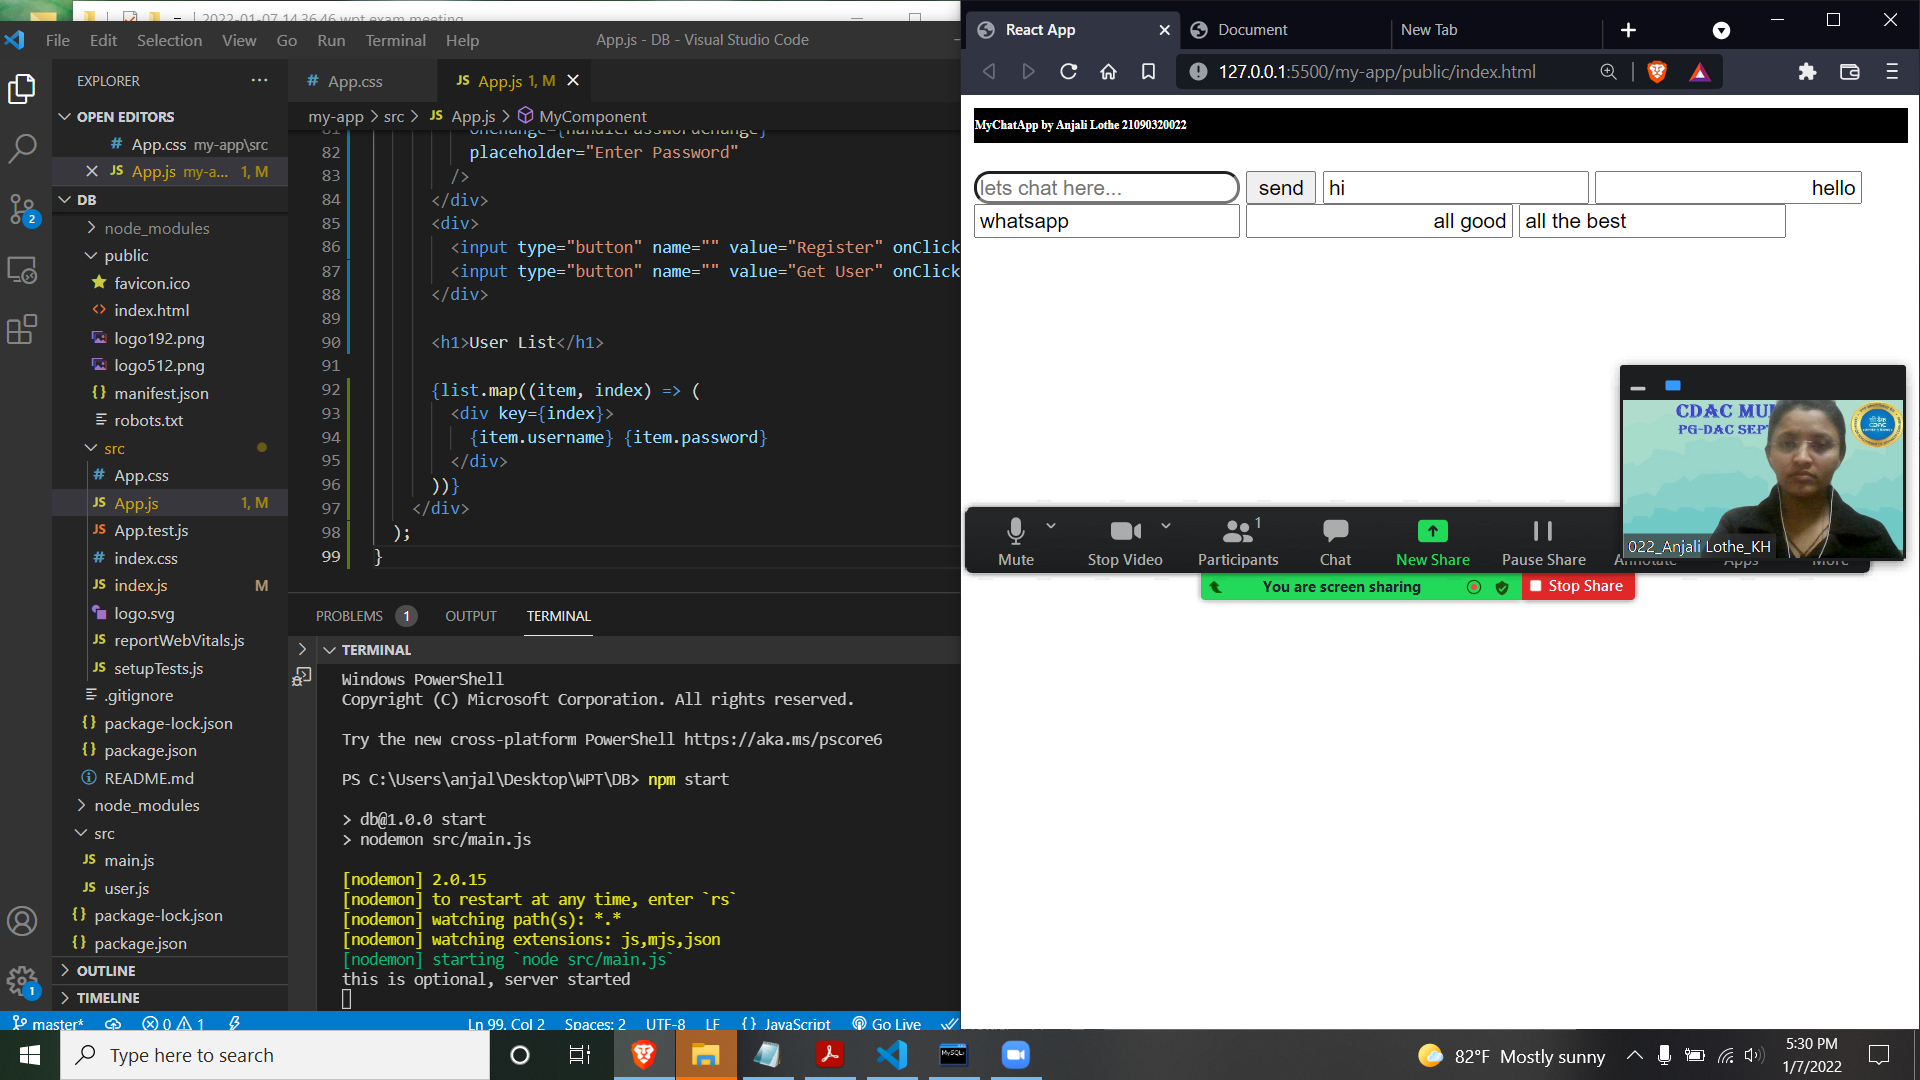 2022-01-07 14.36.46 wpt exam meeting
File Edit Selection View Go Run Terminal Help
App.js - DB - Visual Studio Code
EXPLORER
OPEN EDITORS
App.css my-app\src
App.js my-a... 1, M
DB
node_modules
public
favicon.ico
index.html
logo192.png
logo512.png
manifest.json
robots.txt
src
App.css
App.js 1, M
App.test.js
index.css
index.js M
logo.svg
reportWebVitals.js
setupTests.js
.gitignore
package-lock.json
package.json
README.md
node_modules
src
main.js
user.js
package-lock.json
package.json
OUTLINE
TIMELINE
App.css
App.js 1, M
my-app > src > JS App.js > MyComponent
81 onChange={handlePasswordChange}
82 placeholder="Enter Password"
83 />
84 </div>
85 <div>
86 <input type="button" name="" value="Register" onClick
87 <input type="button" name="" value="Get User" onClick
88 </div>
89
90 <h1>User List</h1>
91
92 {list.map((item, index) => (
93 <div key={index}>
94 {item.username} {item.password}
95 </div>
96 ))}
97 </div>
98 );
99 }
PROBLEMS 1 OUTPUT TERMINAL
TERMINAL
Windows PowerShell
Copyright (C) Microsoft Corporation. All rights reserved.
Try the new cross-platform PowerShell https://aka.ms/pscore6
PS C:\Users\anjal\Desktop\WPT\DB> npm start
> db@1.0.0 start
> nodemon src/main.js
[nodemon] 2.0.15
[nodemon] to restart at any time, enter `rs`
[nodemon] watching path(s): *.*
[nodemon] watching extensions: js,mjs,json
[nodemon] starting `node src/main.js`
this is optional, server started
master* 0 1 Ln 99, Col 2 Spaces: 2 UTF-8 LF {} JavaScript Go Live
React App
Document
New Tab
127.0.0.1:5500/my-app/public/index.html
MyChatApp by Anjali Lothe 21090320022
lets chat here... send hi hello
whatsapp all good all the best
CDAC MU
PG-DAC SEP
022_Anjali Lothe_KH
Mute
Stop Video
Participants 1
Chat
New Share
Pause Share
Annotate
Apps
More
You are screen sharing
Stop Share
Type here to search
82°F Mostly sunny
5:30 PM
1/7/2022